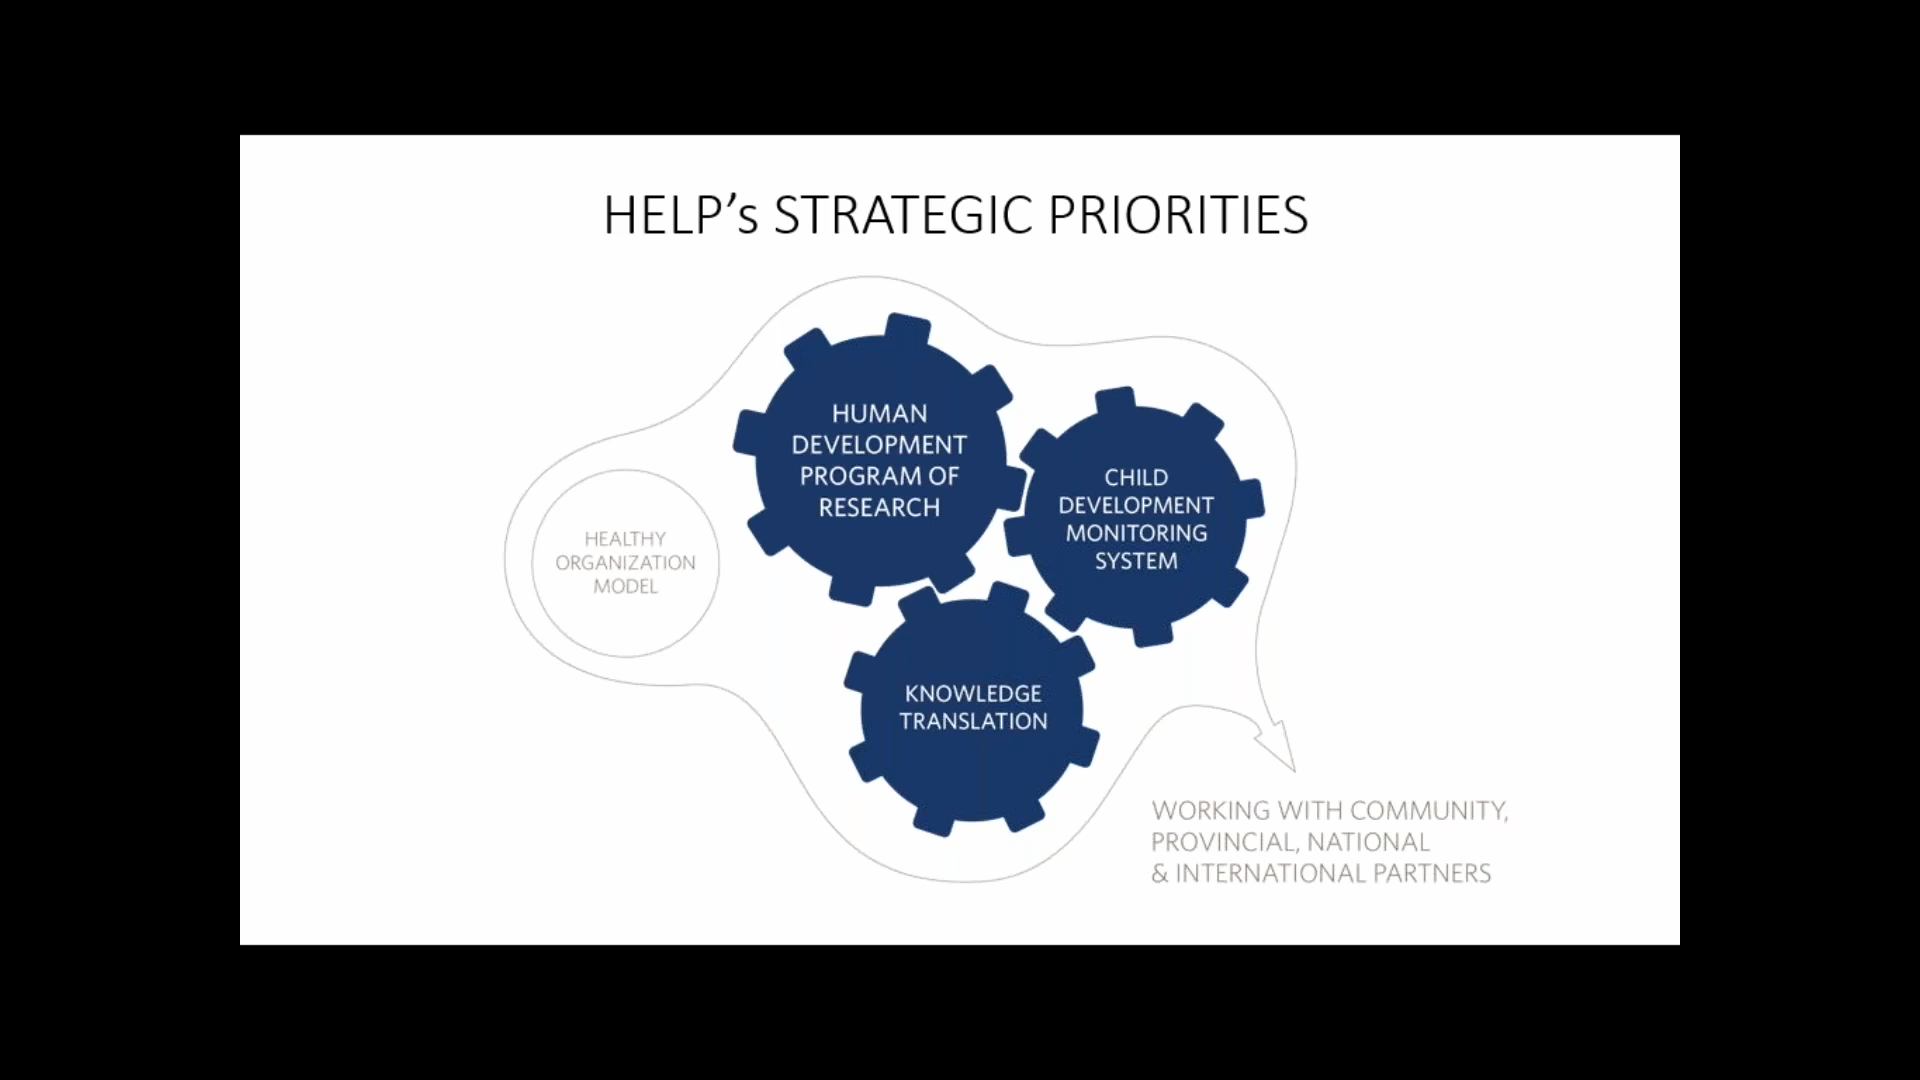 HELP’s STRATEGIC PRIORITIES
HUMAN
DEVELOPMENT
PROGRAM OF
RESEARCH
CHILD
DEVELOPMENT
MONITORING
SYSTEM
HEALTHY
ORGANIZATION
MODEL
KNOWLEDGE
TRANSLATION
WORKING WITH COMMUNITY,
PROVINCIAL, NATIONAL
& INTERNATIONAL PARTNERS